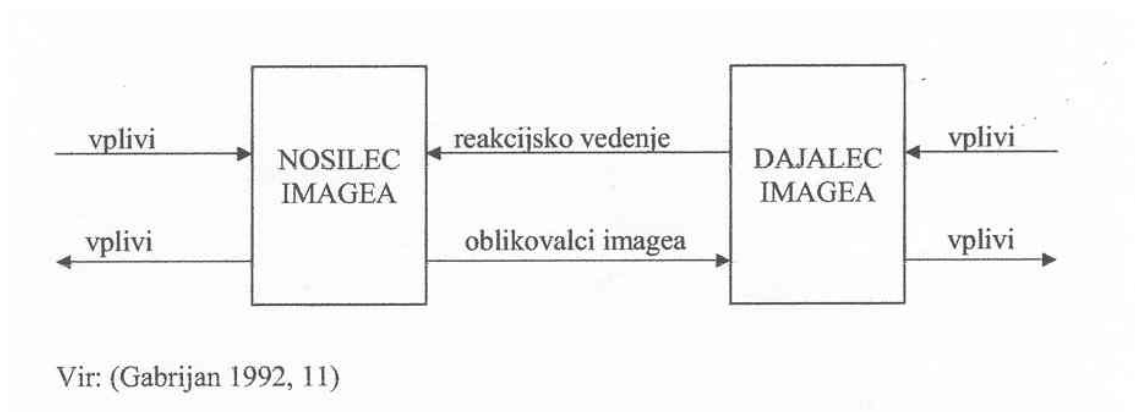 vplivi
reakcijsko vedenje
vplivi
NOSILEC
IMAGEA
DAJALEC
IMAGEA
vplivi
oblikovalci imagea
vplivi
Vir: (Gabrijan 1992, 11)